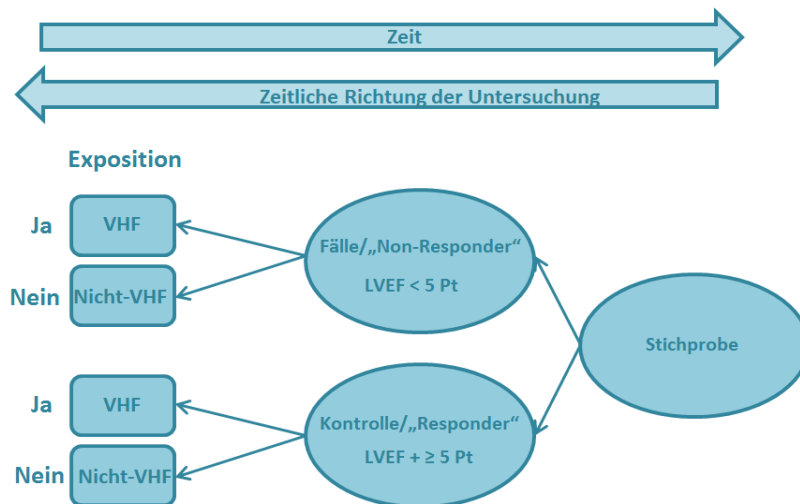 Zeit
Zeitliche Richtung der Untersuchung
Exposition
Ja
VHF
Nein
Nicht-VHF
Fälle/„Non-Responder“
LVEF < 5 Pt
Stichprobe
Ja
VHF
Nein
Nicht-VHF
Kontrolle/„Responder“
LVEF + ≥ 5 Pt